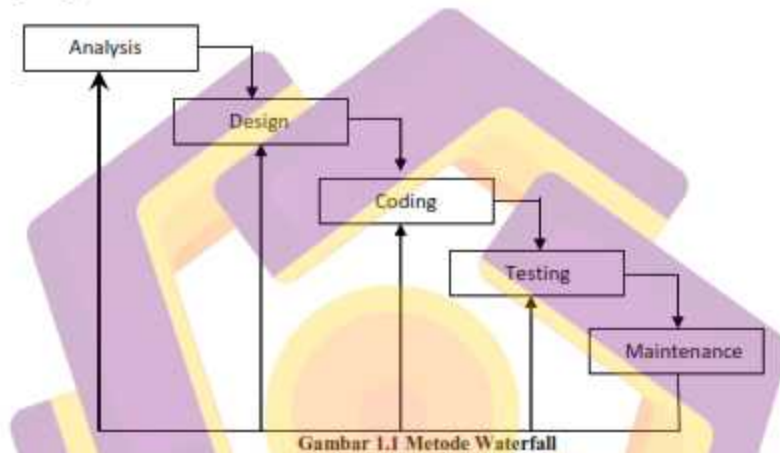 Analysis
Design
Coding
Testing
Maintenance
Gambar 1.1 Metode Waterfall